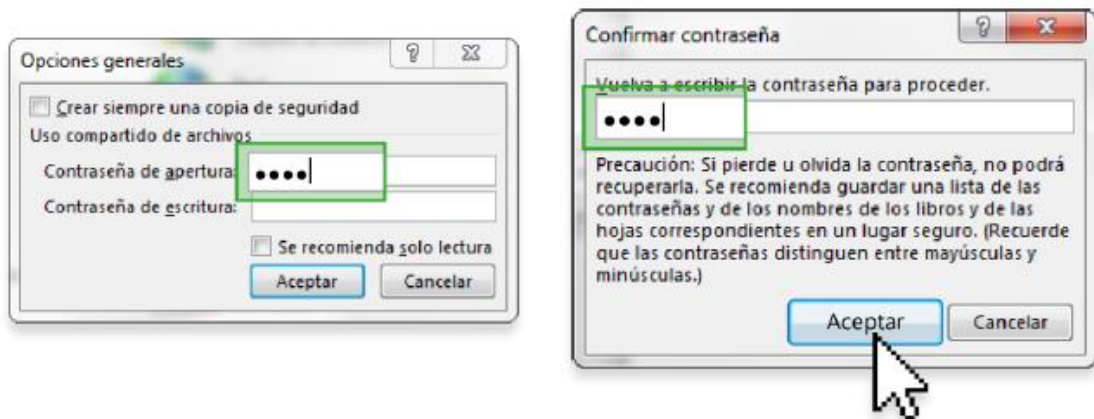 Opciones generales
Crear siempre una copia de seguridad
Uso compartido de archivos
Contraseña de apertura:
Contraseña de escritura:
Se recomienda solo lectura
Aceptar Cancelar
Confirmar contraseña
Vuelva a escribir la contraseña para proceder.
Precaución: Si pierde u olvida la contraseña, no podrá
recuperarla. Se recomienda guardar una lista de las
contraseñas y de los nombres de los libros y de las
hojas correspondientes en un lugar seguro. (Recuerde
que las contraseñas distinguen entre mayúsculas y
minúsculas.)
Aceptar Cancelar